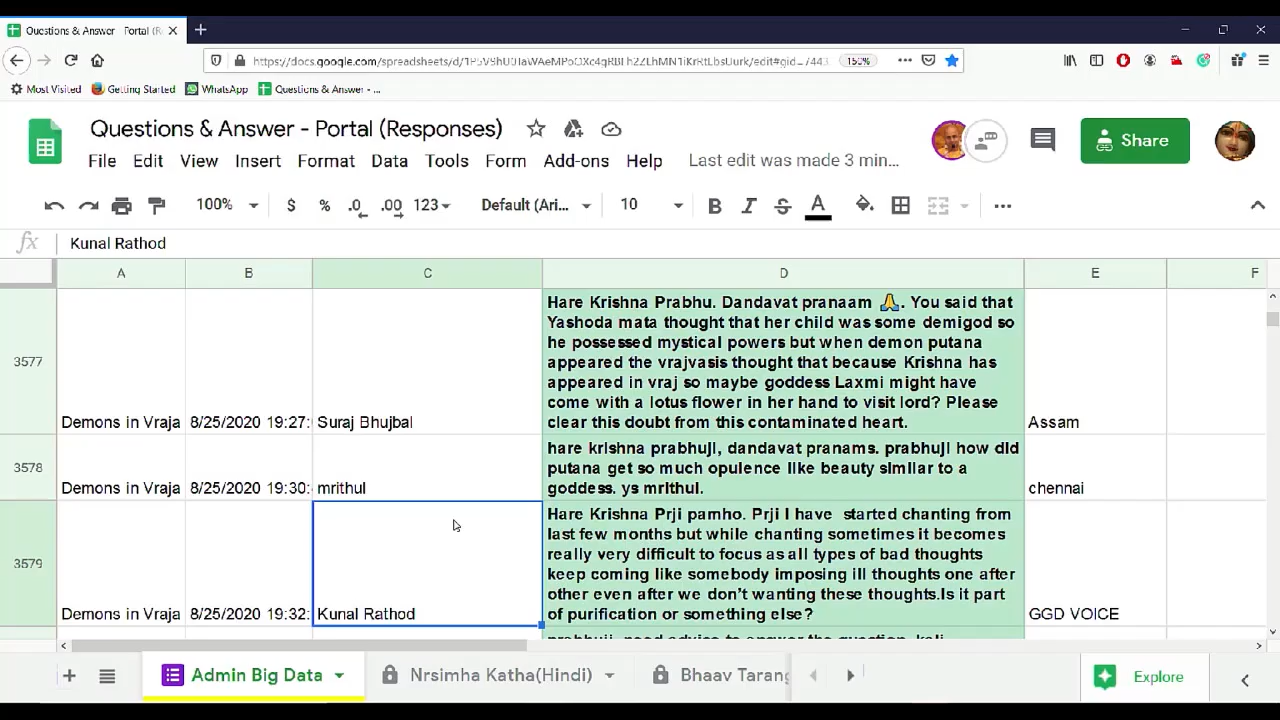 Questions & Answer - Portal (R
https://docs.google.com/spreadsheets/d/
150%
Most Visited
Getting Started
WhatsApp
Questions & Answer - ...
Questions & Answer - Portal (Responses)
File Edit View Insert Format Data Tools Form Add-ons Help Last edit was made 3 min...
Share
100% $ % .0 .00 123 Default (Ari... 10 B I S A
fx Kunal Rathod
A B C D E F
3577 Demons in Vraja 8/25/2020 19:27: Suraj Bhujbal
Hare Krishna Prabhu. Dandavat pranaam 🙏. You said that
Yashoda mata thought that her child was some demigod so
he possessed mystical powers but when demon putana
appeared the vrajvasis thought that because Krishna has
appeared in vraj so maybe goddess Laxmi might have
come with a lotus flower in her hand to visit lord? Please
clear this doubt from this contaminated heart.
Assam
3578 Demons in Vraja 8/25/2020 19:30: mrithul
hare krishna prabhuji, dandavat pranams. prabhuji how did
putana get so much opulence like beauty similar to a
goddess. ys mrithul.
chennai
3579 Demons in Vraja 8/25/2020 19:32: Kunal Rathod
Hare Krishna Prji pamho. Prji I have started chanting from
last few months but while chanting sometimes it becomes
really very difficult to focus as all types of bad thoughts
keep coming like somebody imposing ill thoughts one after
other even after we don't wanting these thoughts.Is it part
of purification or something else?
GGD VOICE
prabhuji, need advice to answer the question, kali
Admin Big Data
Nrsimha Katha(Hindi)
Bhaav Tarang
Explore